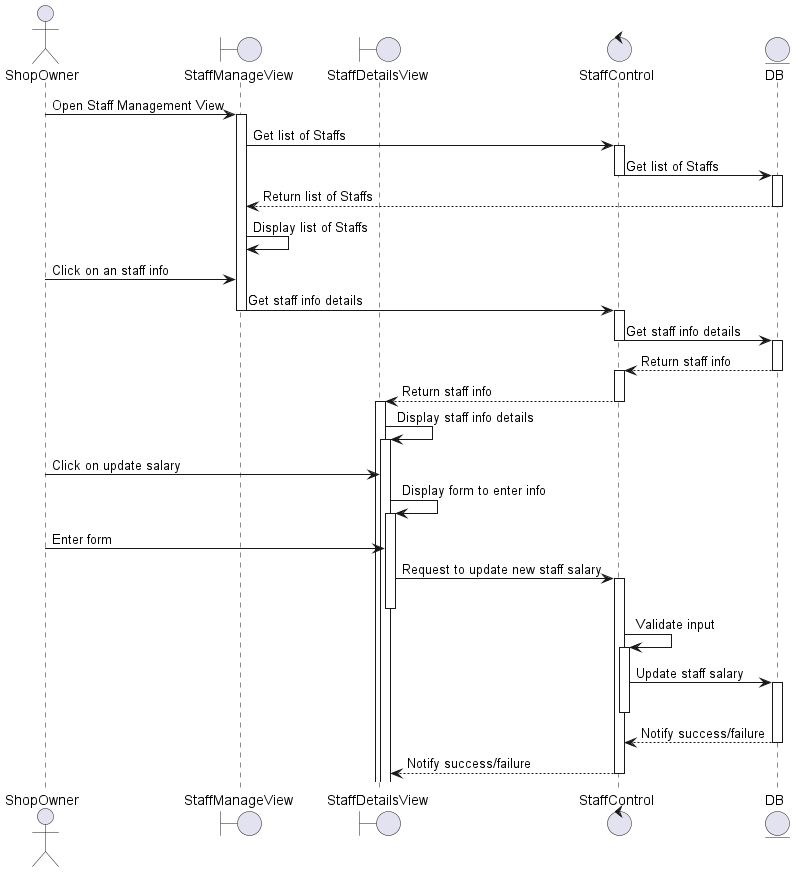 ShopOwner
StaffManageView
StaffDetailsView
StaffControl
DB
Open Staff Management View
Get list of Staffs
Get list of Staffs
Return list of Staffs
Display list of Staffs
Click on an staff info
Get staff info details
Get staff info details
Return staff info
Return staff info
Display staff info details
Click on update salary
Display form to enter info
Enter form
Request to update new staff salary
Validate input
Update staff salary
Notify success/failure
Notify success/failure
ShopOwner
StaffManageView
StaffDetailsView
StaffControl
DB